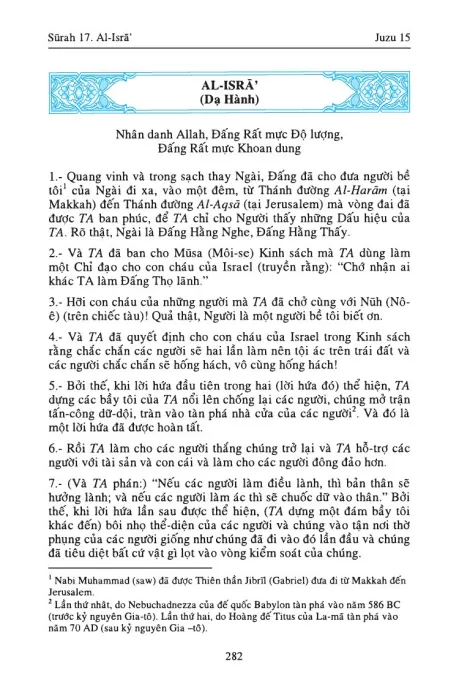 Sūrah 17. Al-Isrā’ Juzu 15
AL-ISRĀ’
(Dạ Hành)
Nhân danh Allah, Đấng Rất mực Độ lượng,
Đấng Rất mực Khoan dung
1.- Quang vinh và trong sạch thay Ngài, Đấng đã cho đưa người bề
tôi¹ của Ngài đi xa, vào một đêm, từ Thánh đường Al-Harām (tại
Makkah) đến Thánh đường Al-Aqsā (tại Jerusalem) mà vòng đai đã
được TA ban phúc, để TA chỉ cho Người thấy những Dấu hiệu của
TA. Rõ thật, Ngài là Đấng Hằng Nghe, Đấng Hằng Thấy.
2.- Và TA đã ban cho Mūsa (Môi-se) Kinh sách mà TA dùng làm
một Chỉ đạo cho con cháu của Israel (truyền rằng): “Chớ nhận ai
khác TA làm Đấng Thọ lãnh.”
3.- Hỡi con cháu của những người mà TA đã chở cùng với Nūh (Nô-
ê) (trên chiếc tàu)! Quả thật, Người là một người bề tôi biết ơn.
4.- Và TA đã quyết định cho con cháu của Israel trong Kinh sách
rằng chắc chắn các người sẽ hai lần làm nên tội ác trên trái đất và
các người chắc chắn sẽ hống hách, vô cùng hống hách!
5.- Bởi thế, khi lời hứa đầu tiên trong hai (lời hứa đó) thể hiện, TA
dựng các bầy tôi của TA nổi lên chống lại các người, chúng mở trận
tấn-công dữ-dội, tràn vào tàn phá nhà cửa của các người². Và đó là
một lời hứa đã được hoàn tất.
6.- Rồi TA làm cho các người thắng chúng trở lại và TA hỗ-trợ các
người với tài sản và con cái và làm cho các người đông đảo hơn.
7.- (Và TA phán:) “Nếu các người làm điều lành, thì bản thân sẽ
hưởng lành; và nếu các người làm ác thì sẽ chuốc dữ vào thân.” Bởi
thế, khi lời hứa lần sau được thể hiện, (TA dựng một đám bầy tôi
khác đến) bôi nhọ thể-diện của các người và chúng vào tận nơi thờ
phụng của các người giống như chúng đã đi vào đó lần đầu và chúng
đã tiêu diệt bất cứ vật gì lọt vào vòng kiểm soát của chúng.
¹ Nabi Muhammad (saw) đã được Thiên thần Jibrīl (Gabriel) đưa đi từ Makkah đến
Jerusalem.
² Lần thứ nhất, do Nebuchadnezza của đế quốc Babylon tàn phá vào năm 586 BC
(trước kỷ nguyên Gia-tô). Lần thứ hai, do Hoàng đế Titus của La-mã tàn phá vào
năm 70 AD (sau kỷ nguyên Gia –tô).
282